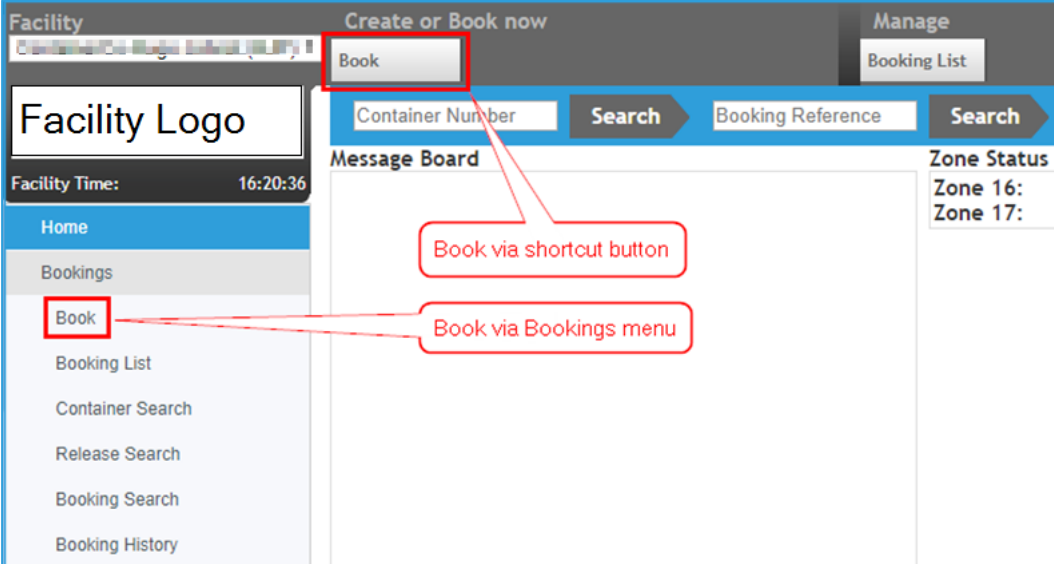 Facility
Create or Book now
Manage
Book
Booking List
Facility Logo
Container Number
Search
Booking Reference
Search
Message Board
Zone Status
Facility Time: 16:20:36
Zone 16:
Zone 17:
Home
Bookings
Book via shortcut button
Book
Book via Bookings menu
Booking List
Container Search
Release Search
Booking Search
Booking History